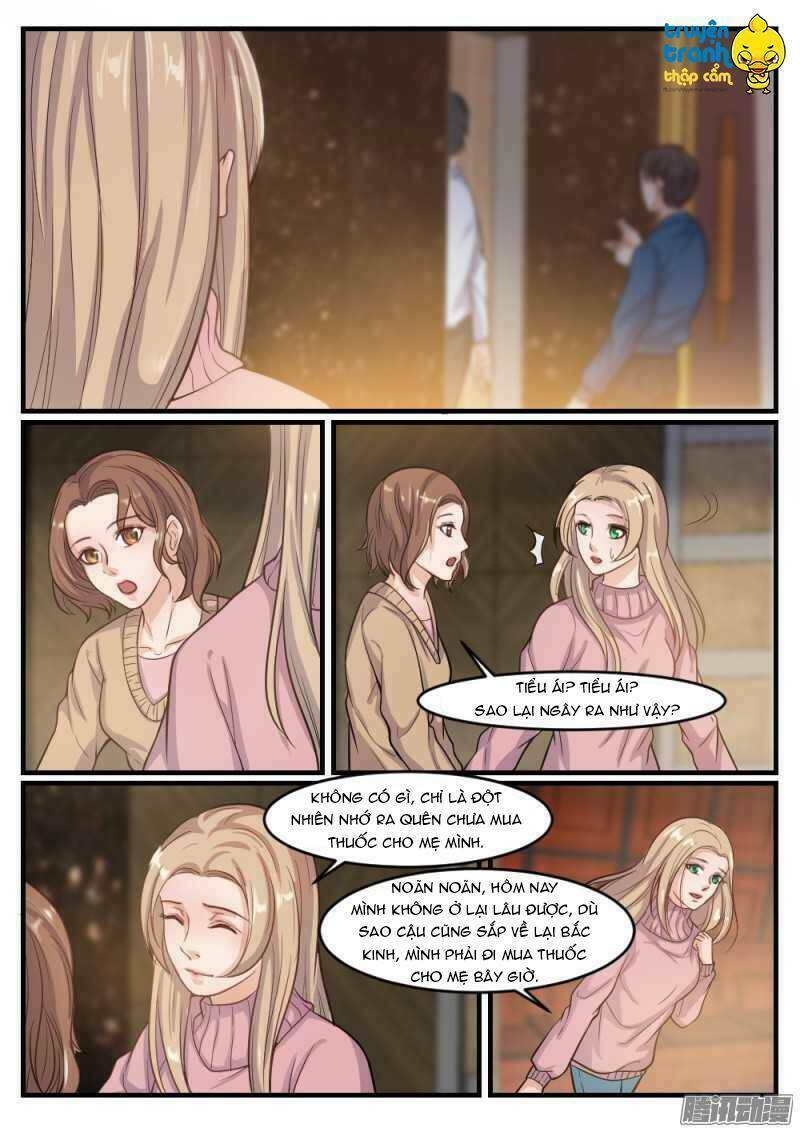 truyện
tranh
thập cẩm
TIỂU ÁI? TIỂU ÁI?
SAO LẠI NGÂY RA NHƯ VẬY?
KHÔNG CÓ GÌ, CHỈ LÀ ĐỘT
NHIÊN NHỚ RA QUÊN CHƯA MUA
THUỐC CHO MẸ MÌNH.
NOÃN NOÃN, HÔM NAY
MÌNH KHÔNG Ở LẠI LÂU ĐƯỢC, DÙ
SAO CẬU CŨNG SẮP VỀ LẠI BẮC
KINH, MÌNH PHẢI ĐI MUA THUỐC
CHO MẸ BÂY GIỜ.
腾讯动漫